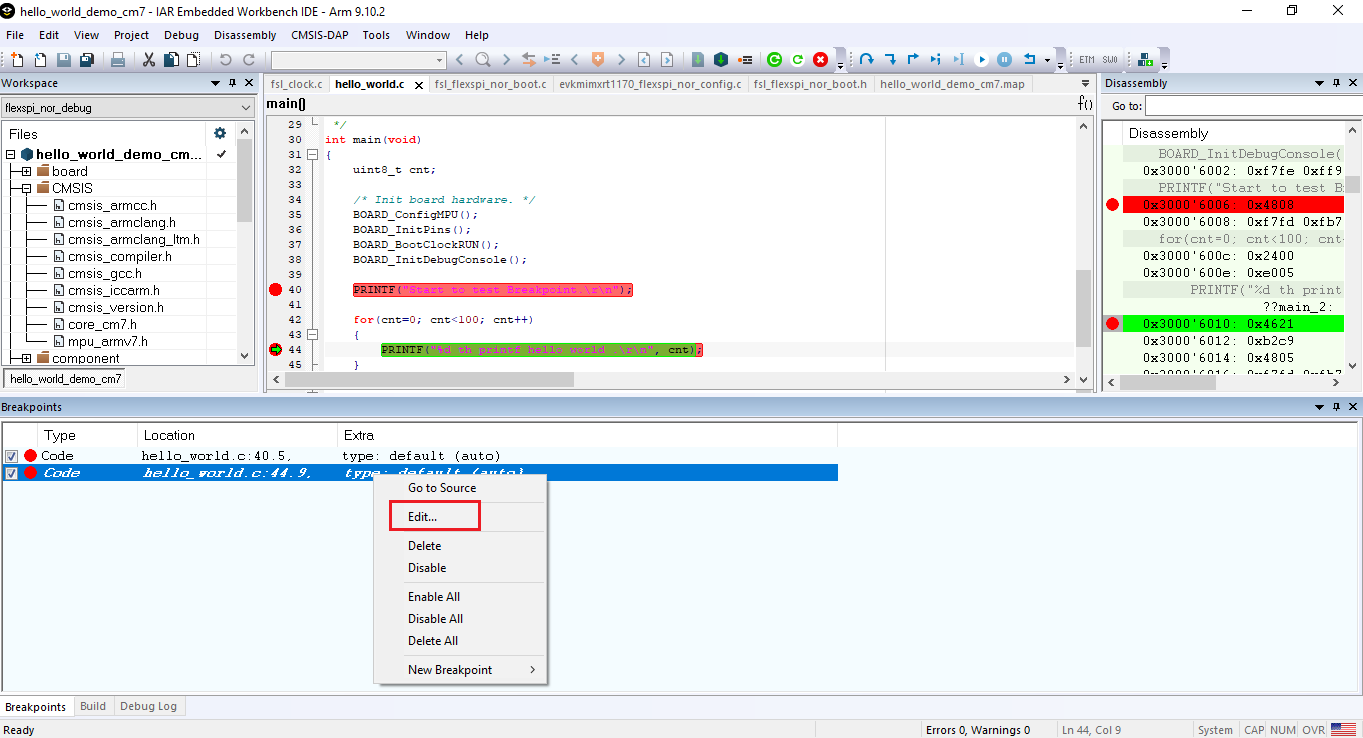 hello_world_demo_cm7 - IAR Embedded Workbench IDE - Arm 9.10.2
File Edit View Project Debug Disassembly CMSIS-DAP Tools Window Help
ETM SWO
Workspace
flexspi_nor_debug
Files
hello_world_demo_cm...
board
CMSIS
cmsis_armcc.h
cmsis_armclang.h
cmsis_armclang_ltm.h
cmsis_compiler.h
cmsis_gcc.h
cmsis_iccarm.h
cmsis_version.h
core_cm7.h
mpu_armv7.h
component
hello_world_demo_cm7
fsl_clock.c hello_world.c fsl_flexspi_nor_boot.c evkmimxrt1170_flexspi_nor_config.c fsl_flexspi_nor_boot.h hello_world_demo_cm7.map
main() f()
29 */
30 int main(void)
31 {
32 uint8_t cnt;
33
34 /* Init board hardware. */
35 BOARD_ConfigMPU();
36 BOARD_InitPins();
37 BOARD_BootClockRUN();
38 BOARD_InitDebugConsole();
39
40 PRINTF("Start to test Breakpoint.\r\n");
41
42 for(cnt=0; cnt<100; cnt++)
43 {
44 PRINTF("%d th printf hello world .\r\n", cnt);
45 }
Disassembly
Go to:
Disassembly
BOARD_InitDebugConsole(
0x3000'6002: 0xf7fe 0xff9
PRINTF("Start to test B
0x3000'6006: 0x4808
0x3000'6008: 0xf7fd 0xfb7
for(cnt=0; cnt<100; cnt
0x3000'600c: 0x2400
0x3000'600e: 0xe005
PRINTF("%d th print
??main_2:
0x3000'6010: 0x4621
0x3000'6012: 0xb2c9
0x3000'6014: 0x4805
0x3000'6016: 0xf7fd 0xfb7
Breakpoints
Type Location Extra
Code hello_world.c:40.5, type: default (auto)
Code hello_world.c:44.9, type: default (auto)
Go to Source
Edit...
Delete
Disable
Enable All
Disable All
Delete All
New Breakpoint
Breakpoints Build Debug Log
Ready Errors 0, Warnings 0 Ln 44, Col 9 System CAP NUM OVR